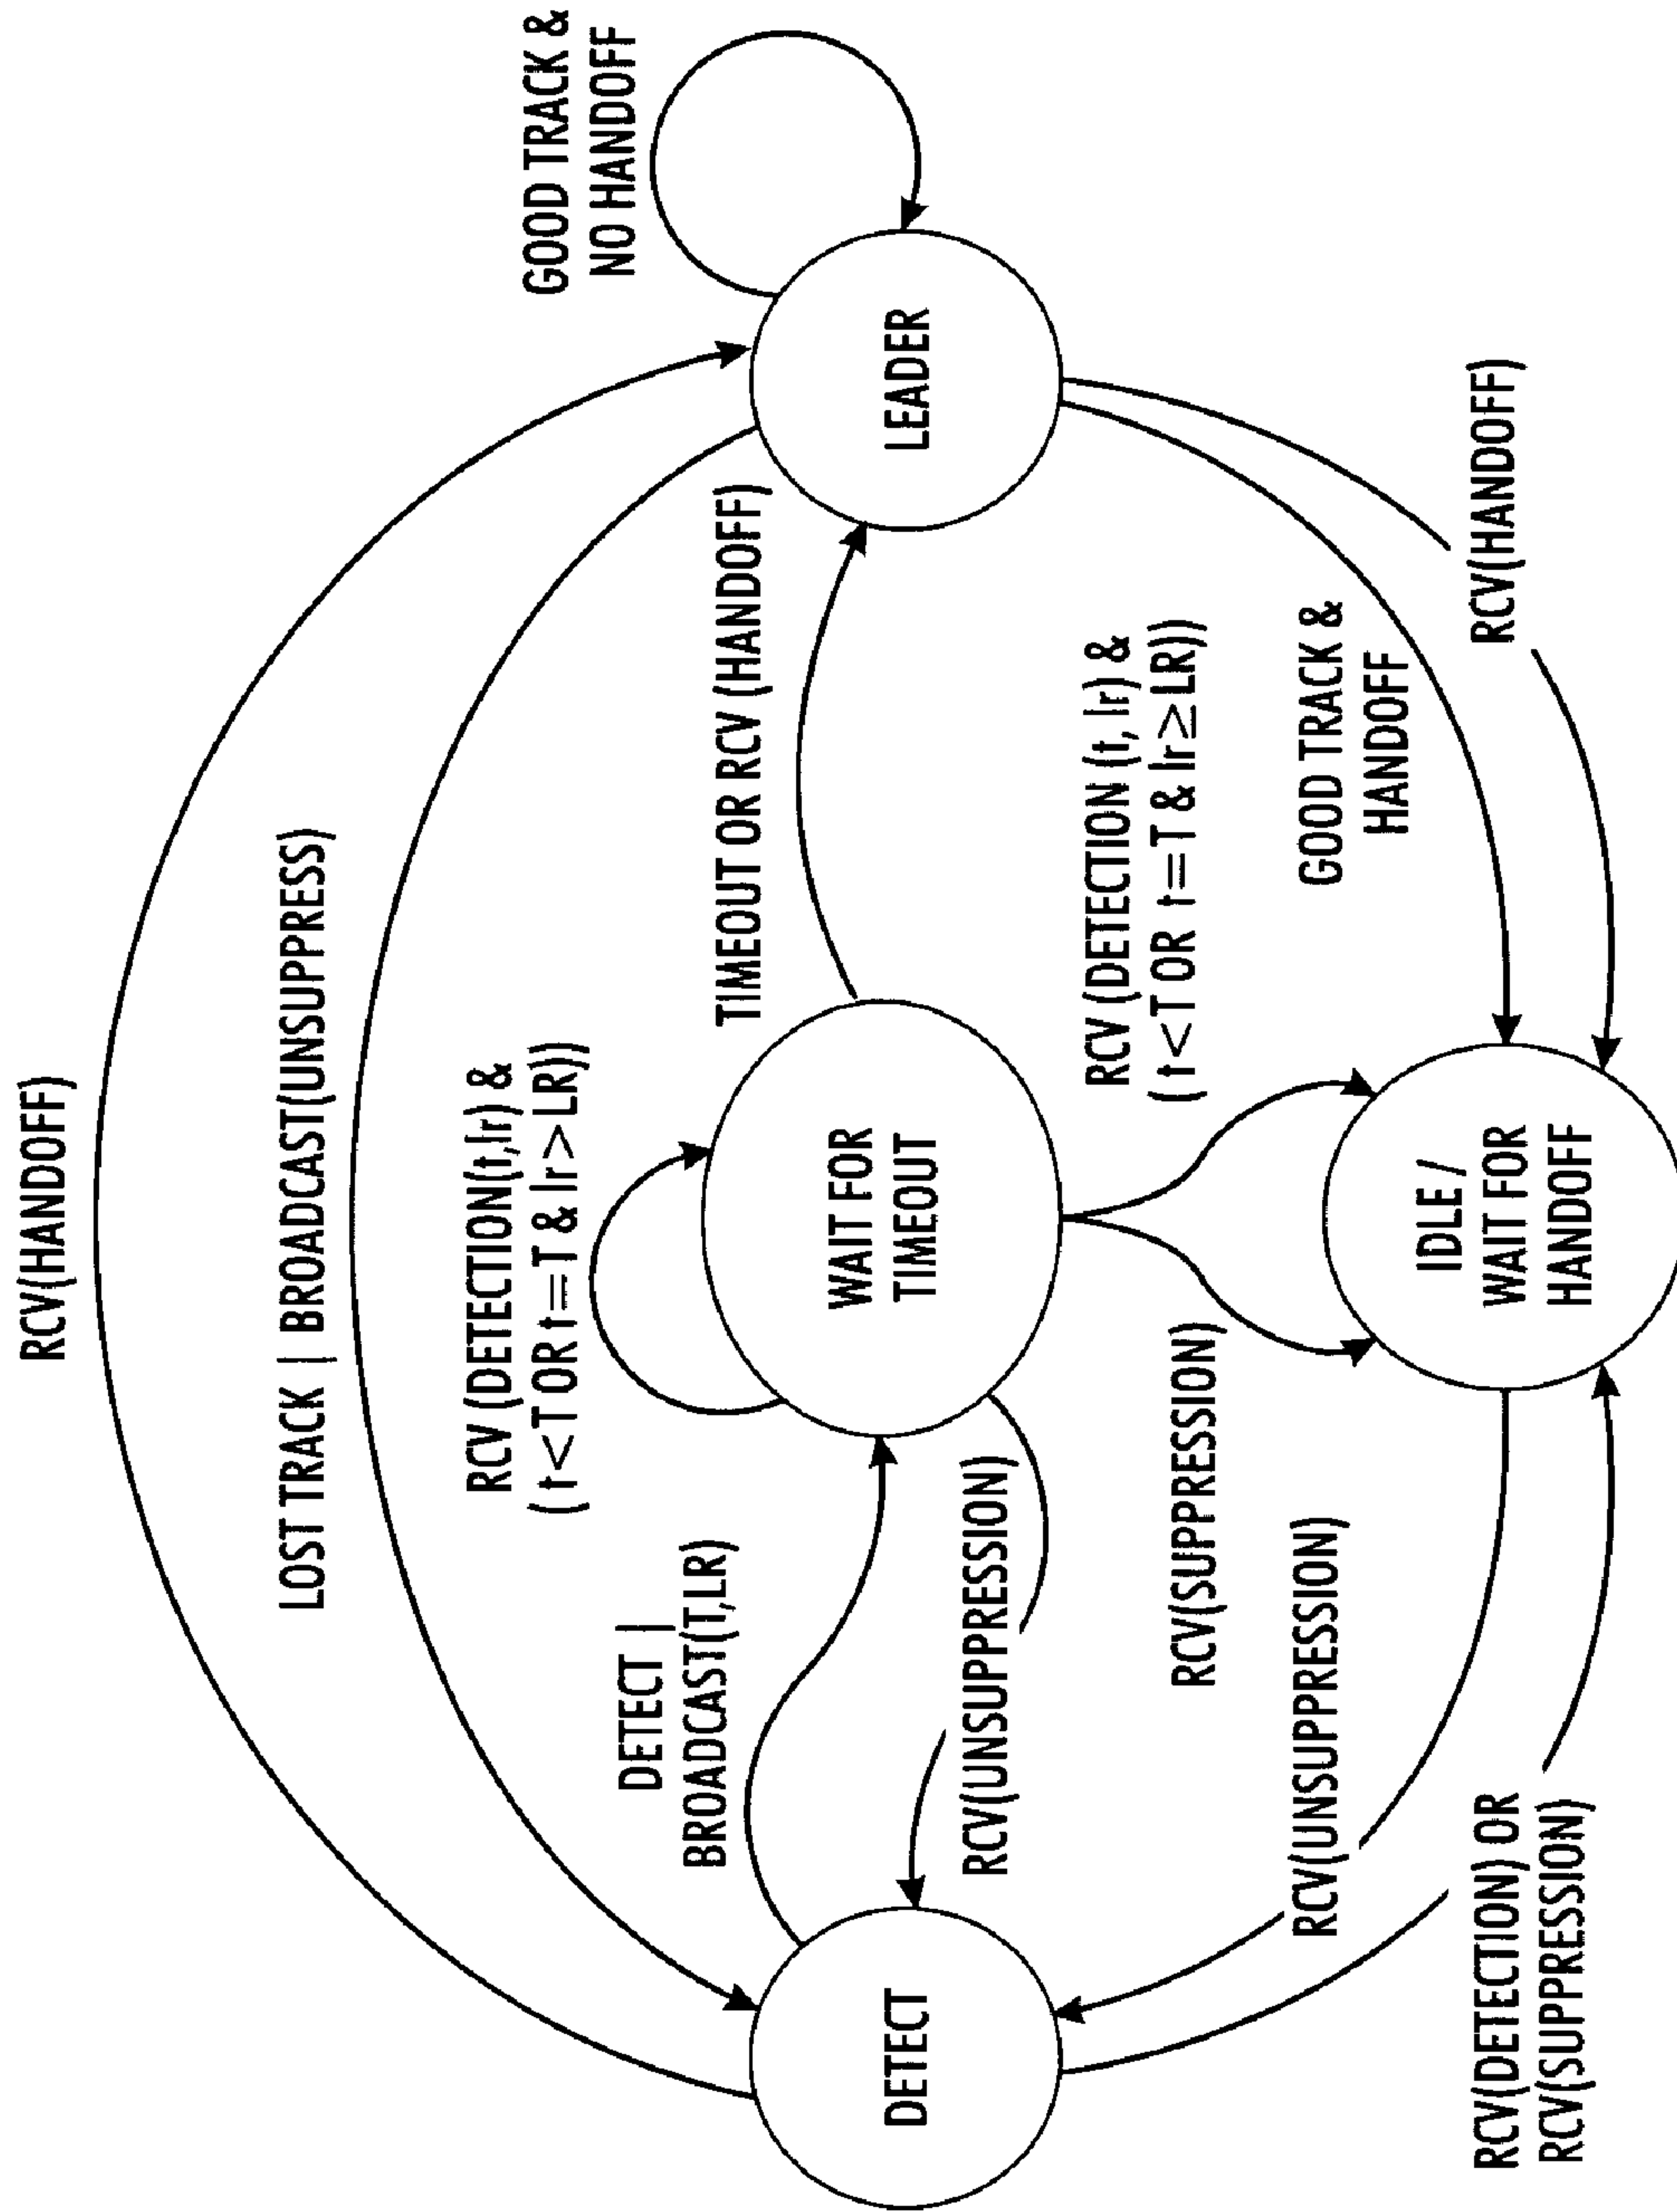 RCV(HANDOFF)
LOST TRACK | BROADCAST(UNSUPPRESS)
GOOD TRACK &
NO HANDOFF
RCV (DETECTION(t,lr) &
(t<T OR t==T & lr>LR))
DETECT |
BROADCAST(T,LR)
TIMEOUT OR RCV (HANDOFF)
DETECT
WAIT FOR
TIMEOUT
LEADER
RCV(UNSUPPRESSION)
RCV (DETECTION (t, lr) &
(t<T OR t==T & lr≥LR))
RCV(SUPPRESSION)
RCV(UNSUPPRESSION)
GOOD TRACK &
HANDOFF
IDLE /
WAIT FOR
HANDOFF
RCV(HANDOFF)
RCV(DETECTION) OR
RCV(SUPPRESSION)